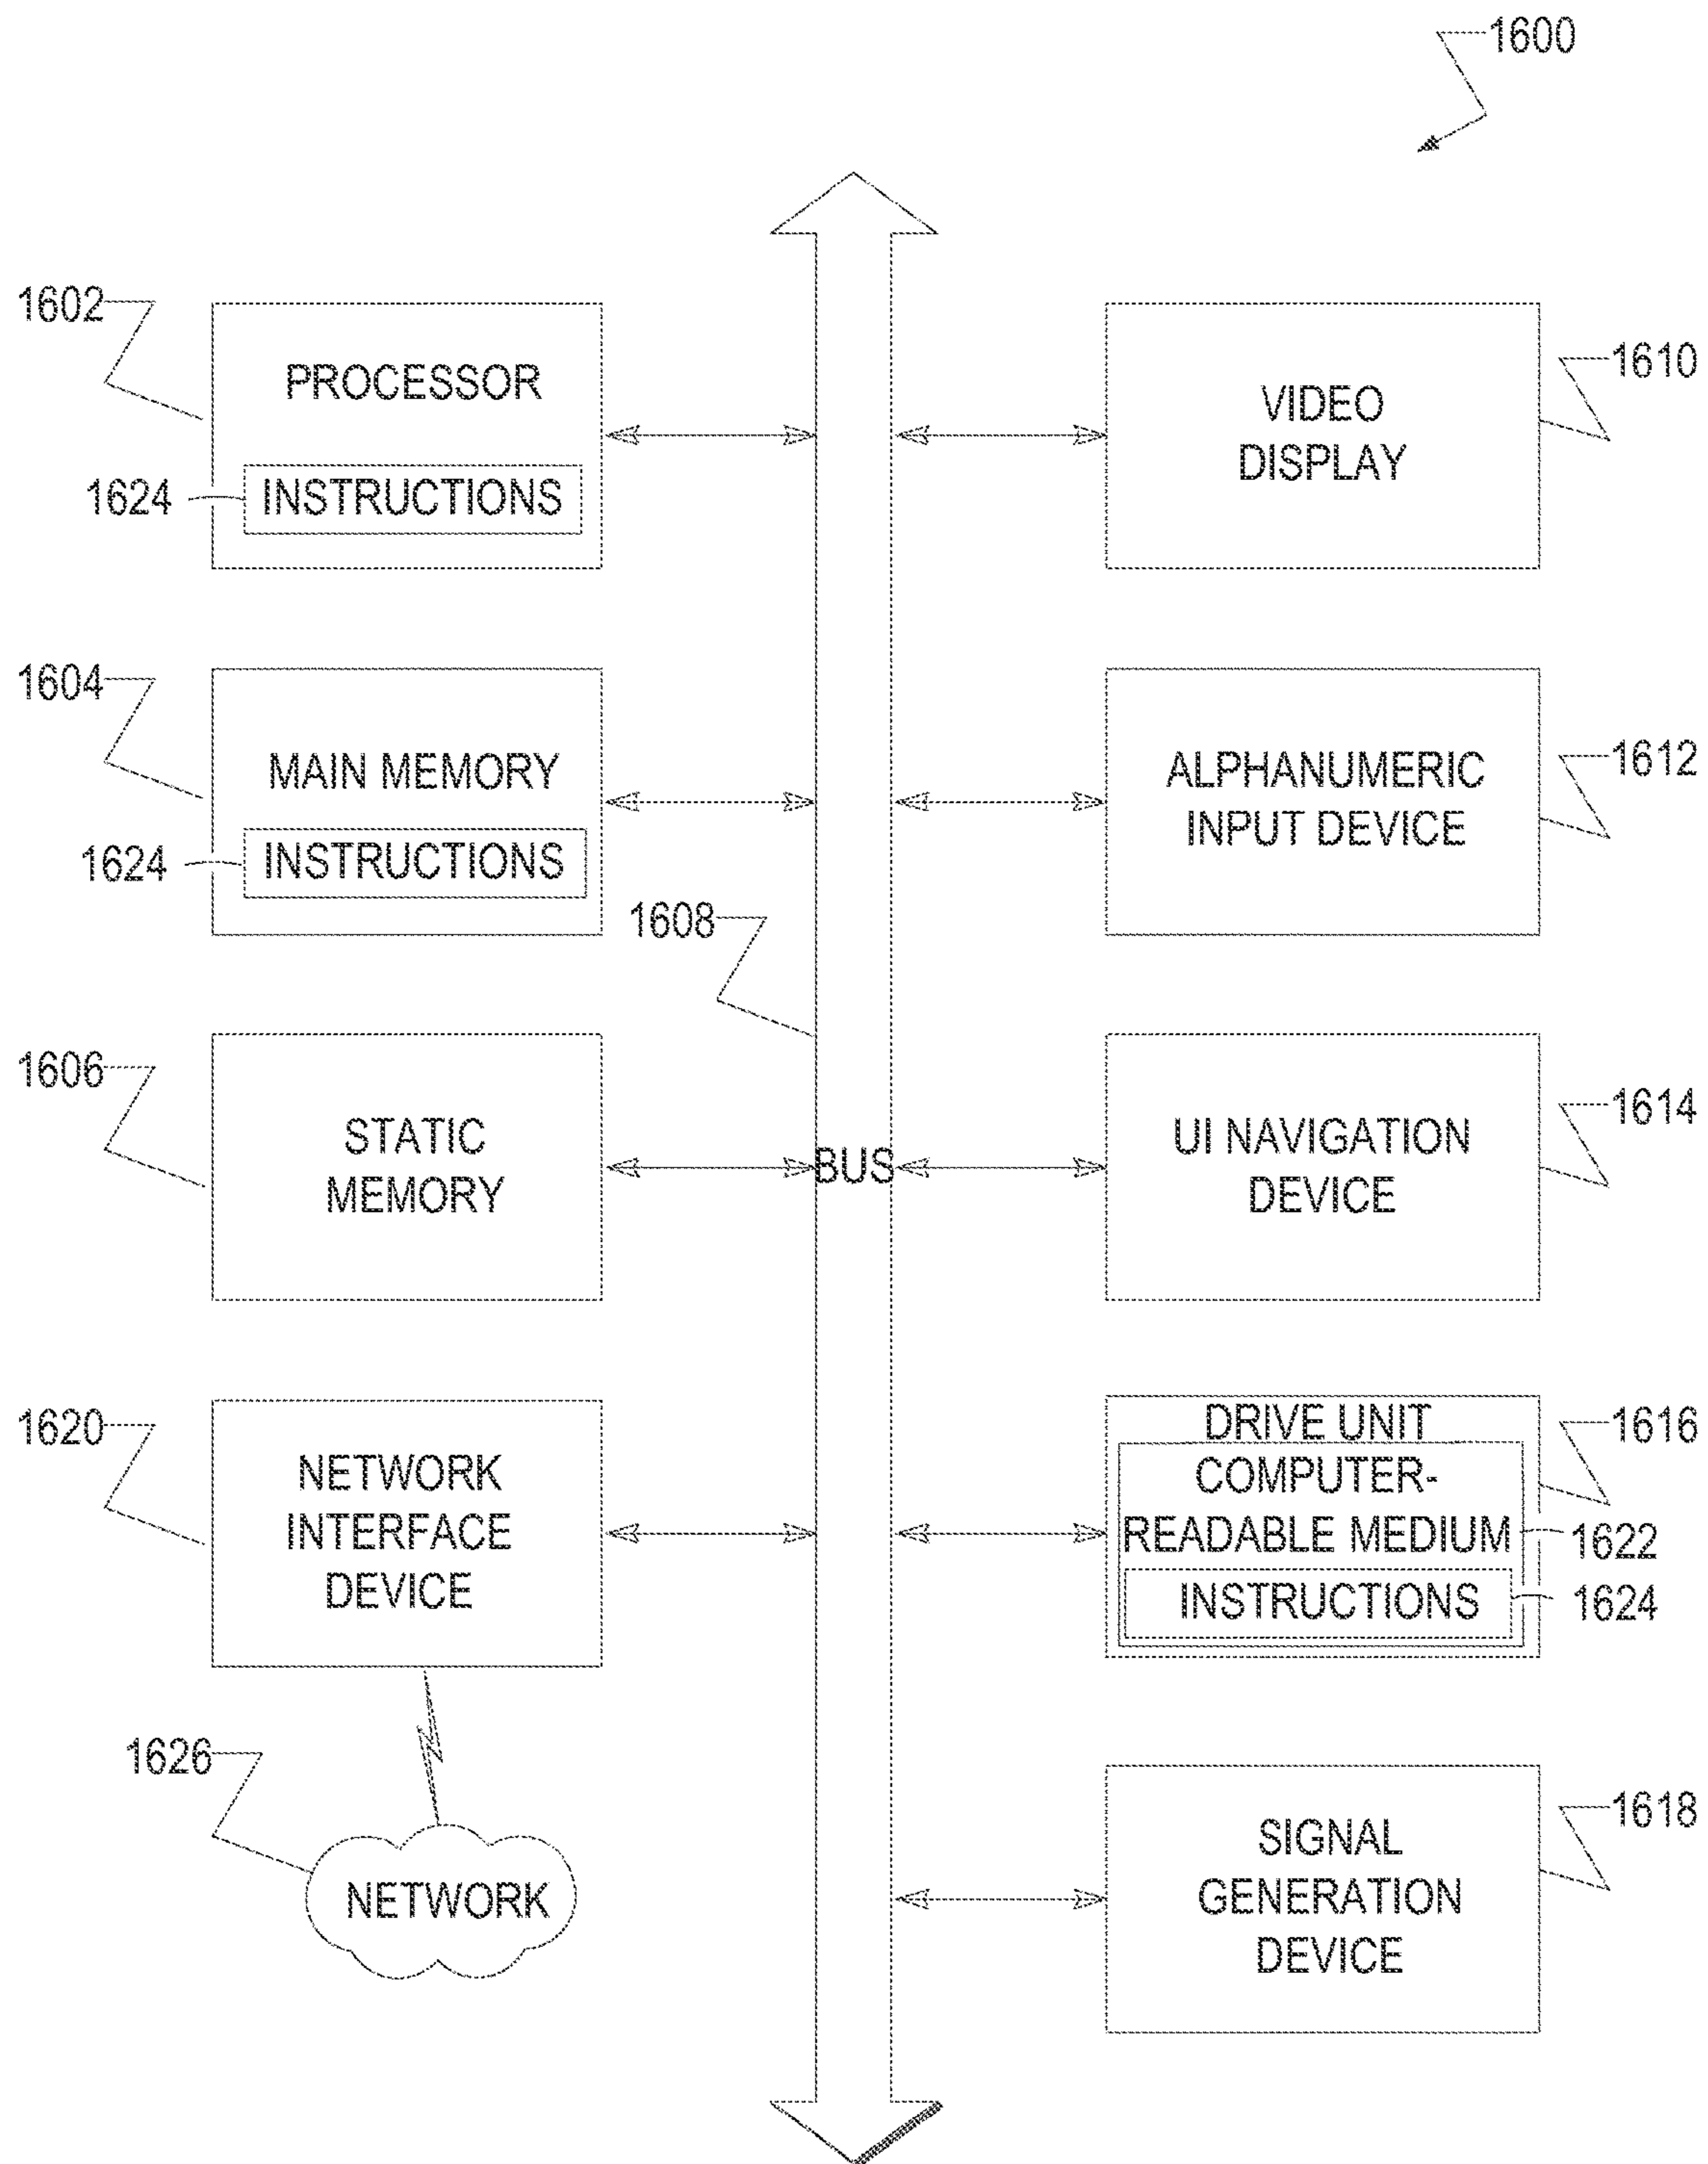 1600
1602
PROCESSOR
1624 INSTRUCTIONS
1610
VIDEO
DISPLAY
1604
MAIN MEMORY
1624 INSTRUCTIONS
1612
ALPHANUMERIC
INPUT DEVICE
1608
BUS
1606
STATIC
MEMORY
1614
UI NAVIGATION
DEVICE
1620
NETWORK
INTERFACE
DEVICE
1616
DRIVE UNIT
COMPUTER-
READABLE MEDIUM 1622
INSTRUCTIONS 1624
1626
NETWORK
1618
SIGNAL
GENERATION
DEVICE